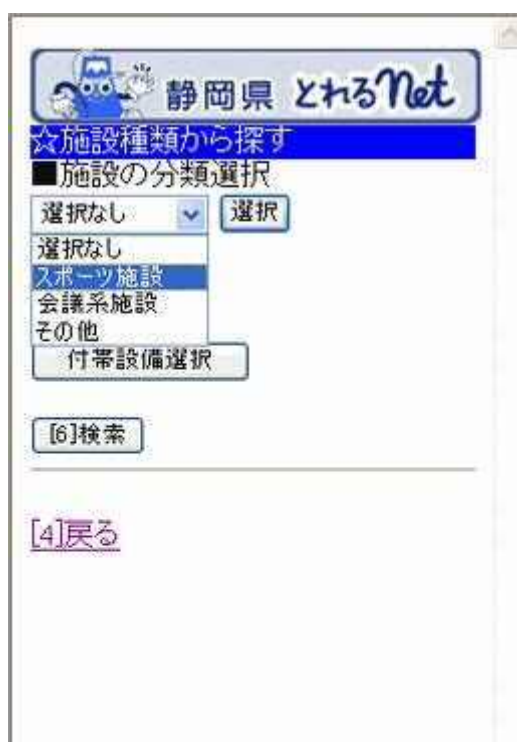 静岡県 とれるNet
☆施設種類から探す
■施設の分類選択
選択なし 選択
選択なし
スポーツ施設
会議系施設
その他
付帯設備選択
[6]検索
[4]戻る